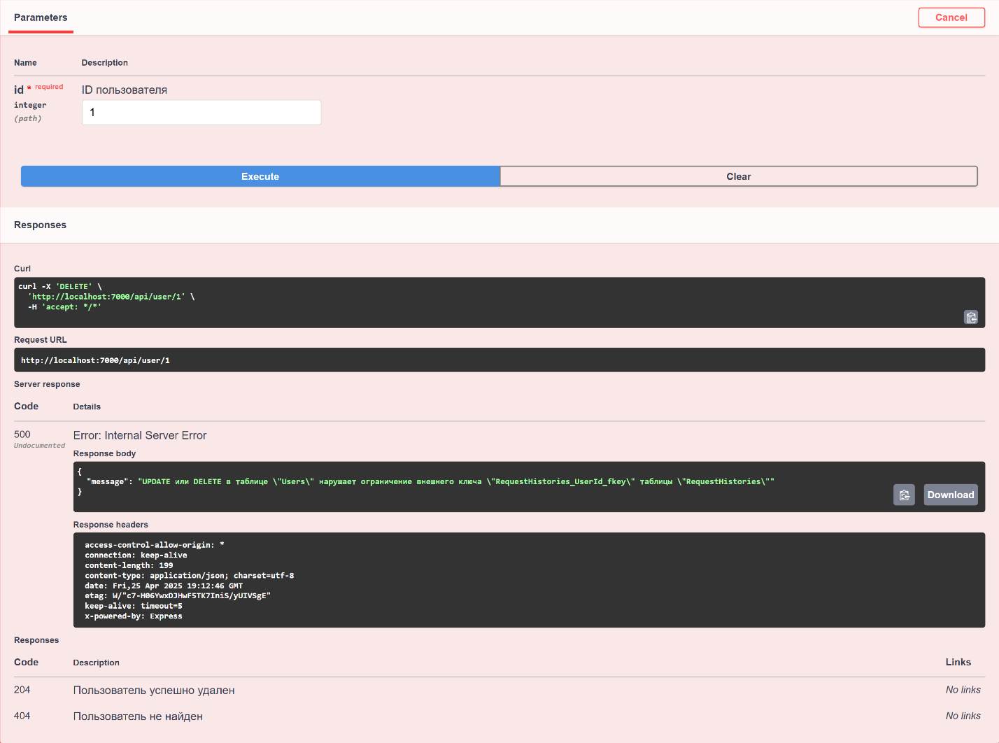 Parameters
Cancel
Name Description
id * required
integer
(path)
ID пользователя
1
Execute
Clear
Responses
Curl
curl -X 'DELETE' \
  'http://localhost:7000/api/user/1' \
  -H 'accept: */*'
Request URL
http://localhost:7000/api/user/1
Server response
Code Details
500
Undocumented
Error: Internal Server Error
Response body
{
  "message": "UPDATE или DELETE в таблице \"Users\" нарушает ограничение внешнего ключа \"RequestHistories_UserId_fkey\" таблицы \"RequestHistories\""
}
Download
Response headers
access-control-allow-origin: *
connection: keep-alive
content-length: 199
content-type: application/json; charset=utf-8
date: Fri,25 Apr 2025 19:12:46 GMT
etag: W/"c7-H06YwxDJHwF5TK7IniS/yUIVSgE"
keep-alive: timeout=5
x-powered-by: Express
Responses
Code Description Links
204 Пользователь успешно удален No links
404 Пользователь не найден No links